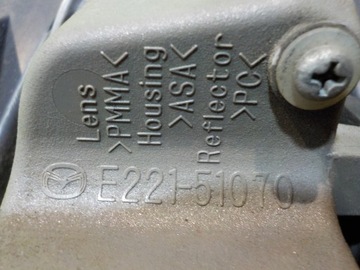 Lens
>PMMA<
Housing
>ASA<
Reflector
>PC<
E221-51070